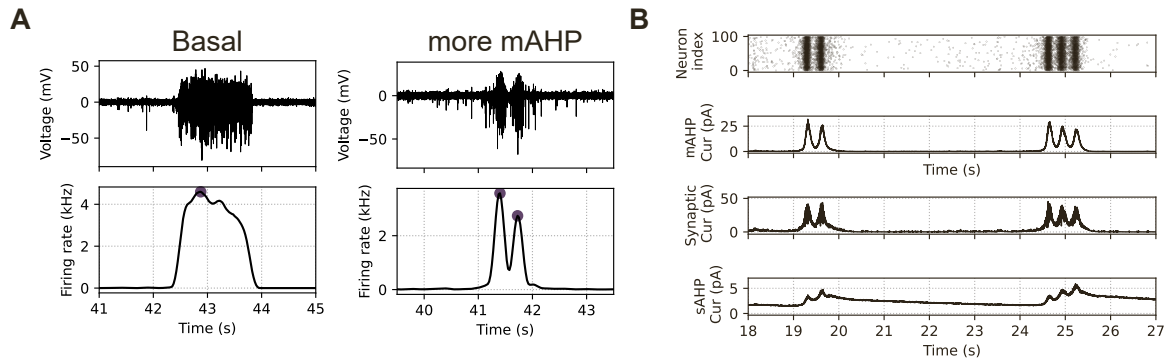 A
Basal
more mAHP
Voltage (mV)
50
0
−50
Voltage (mV)
0
−50
Firing rate (kHz)
4
2
0
41
42
43
44
45
Time (s)
Firing rate (kHz)
2
0
40
41
42
43
Time (s)
B
Neuron
index
100
0
mAHP
Cur (pA)
25
0
Time (s)
Synaptic
Cur (pA)
50
0
sAHP
Cur (pA)
5
0
18
19
20
21
22
23
24
25
26
27
Time (s)